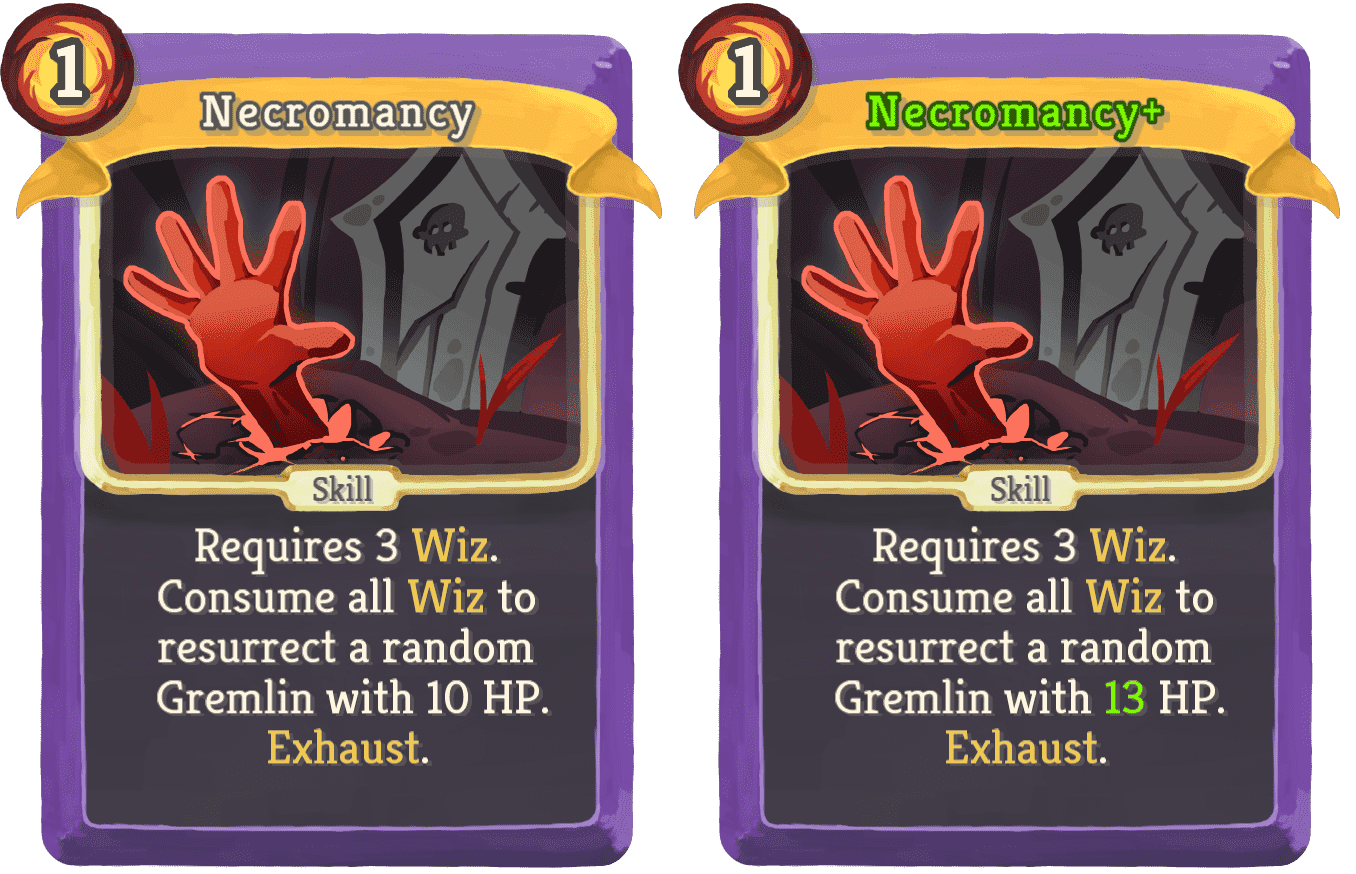 1
Necromancy
Skill
Requires 3 Wiz.
Consume all Wiz to
resurrect a random
Gremlin with 10 HP.
Exhaust.
1
Necromancy+
Skill
Requires 3 Wiz.
Consume all Wiz to
resurrect a random
Gremlin with 13 HP.
Exhaust.